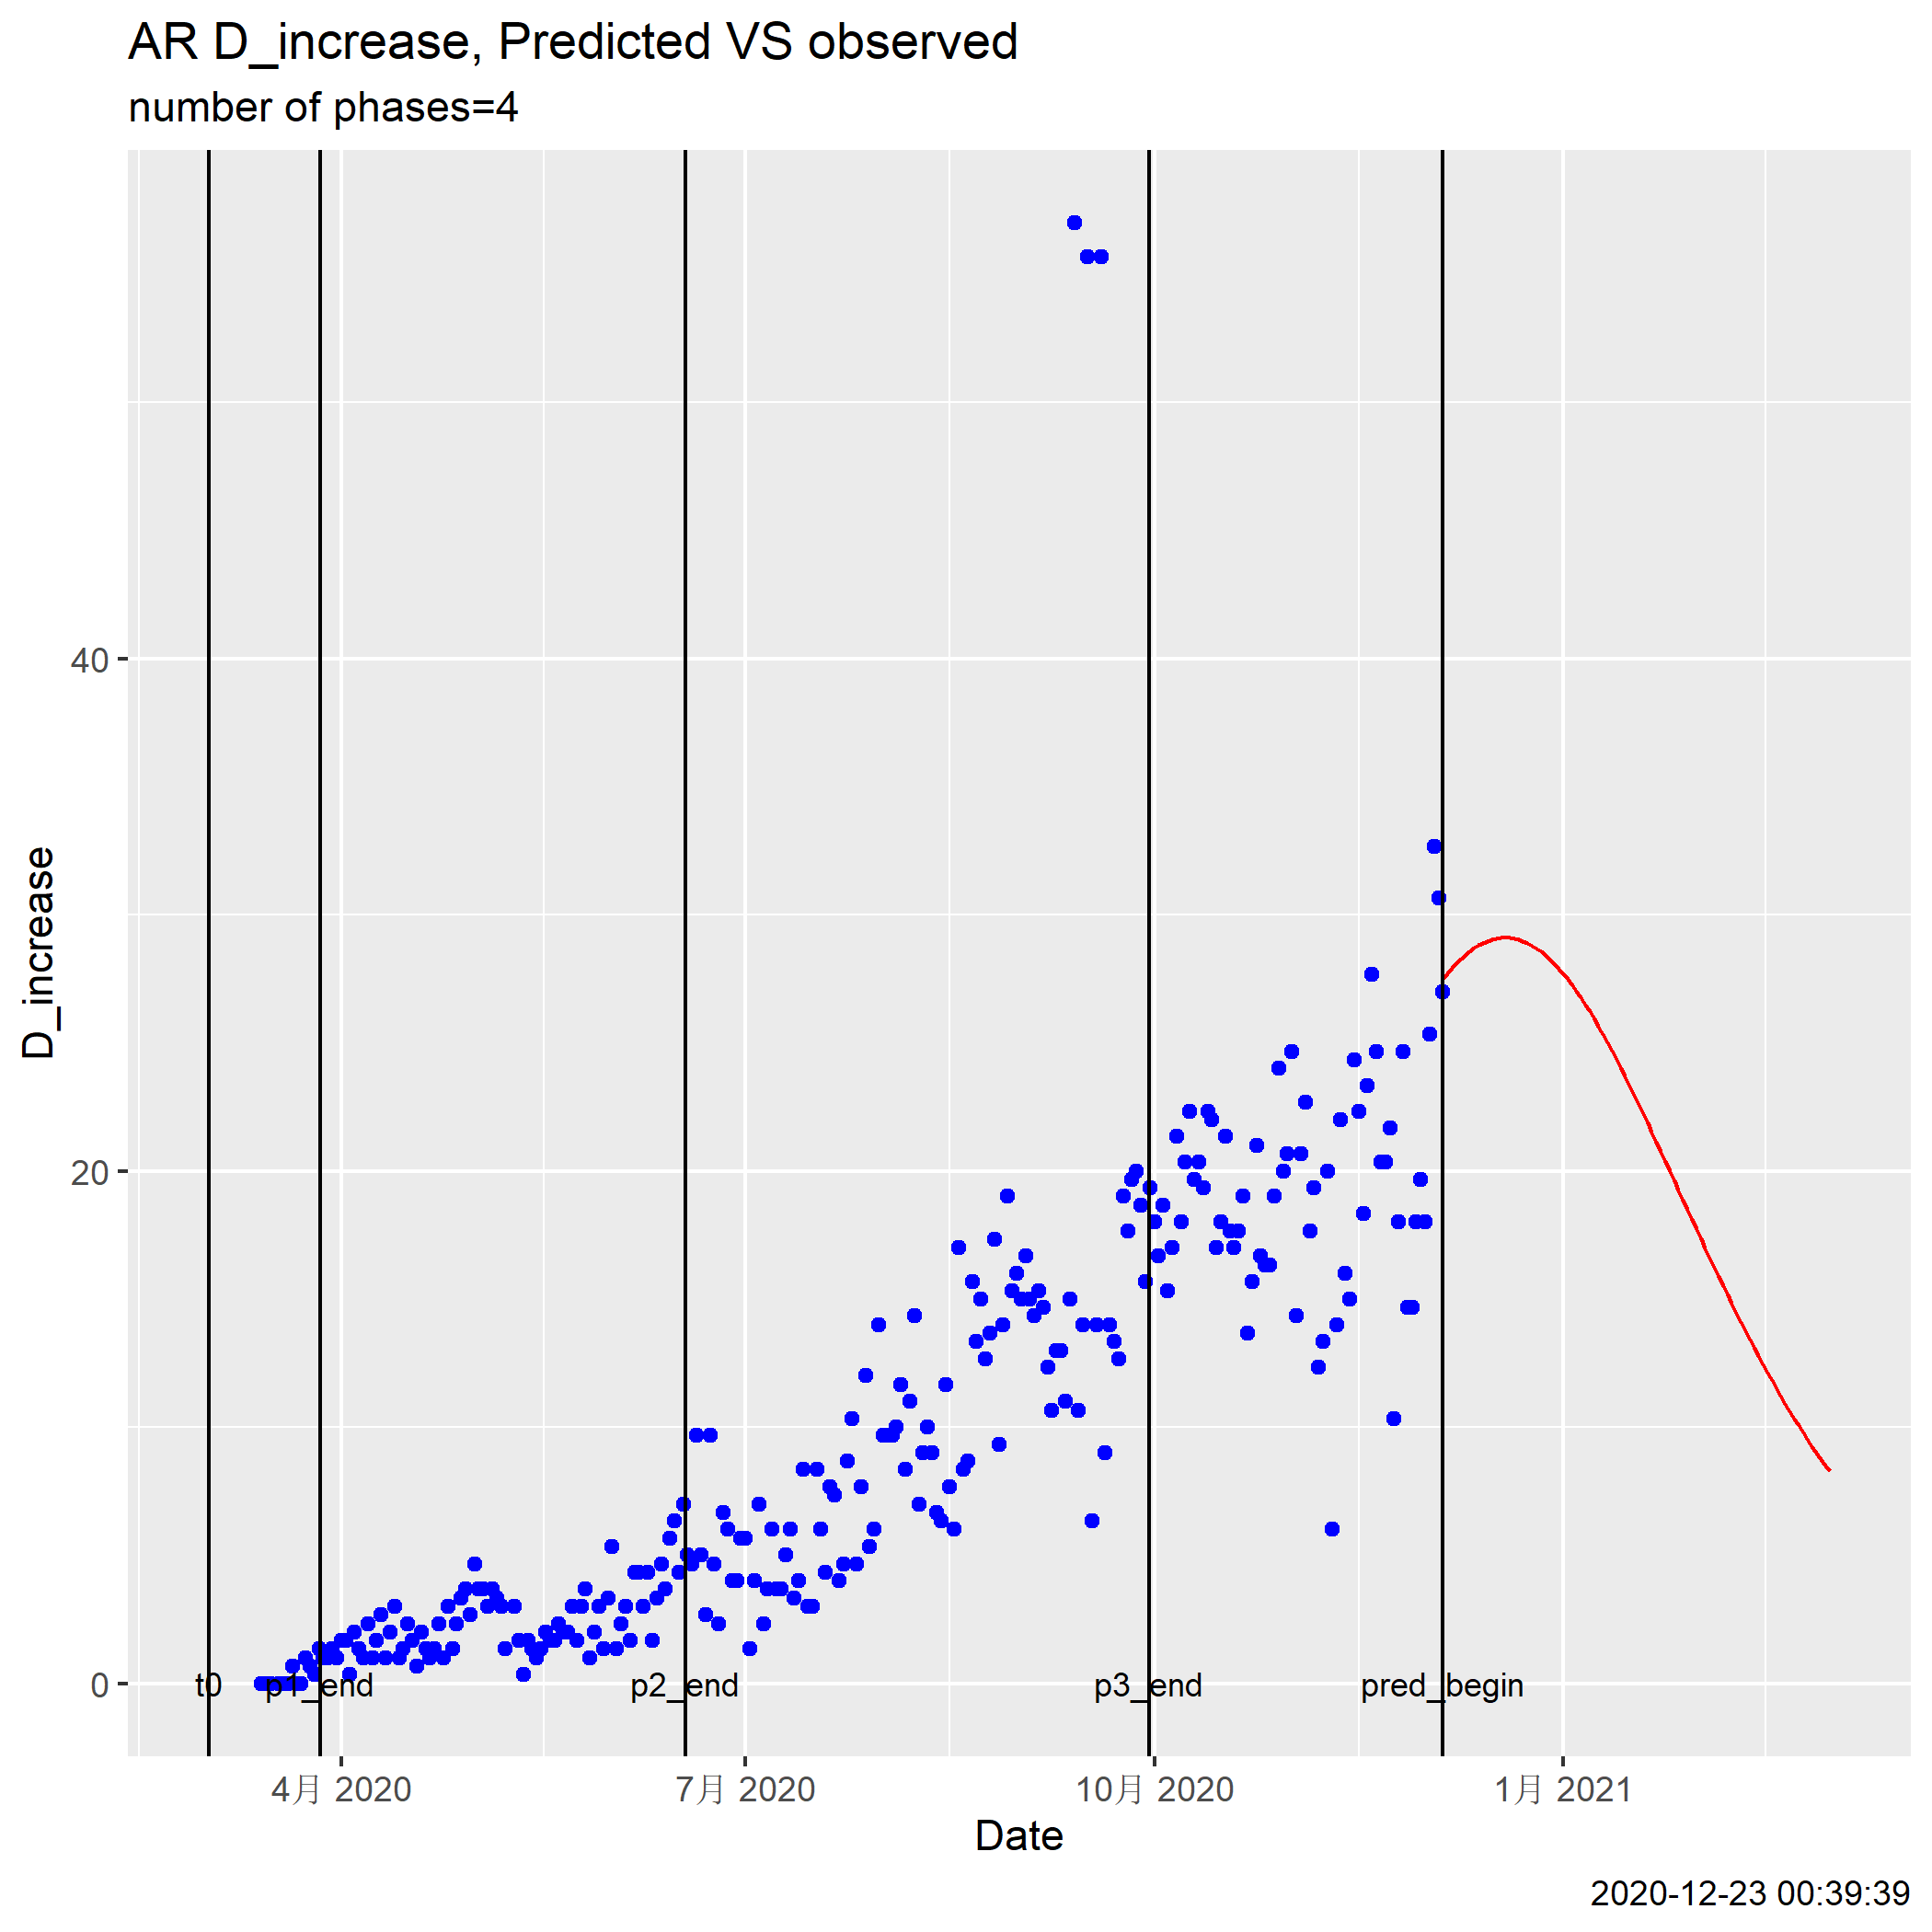 AR D_increase, Predicted VS observed
number of phases=4
D_increase
40
20
0
t0
p1_end
p2_end
p3_end
pred_begin
4月 2020
7月 2020
10月 2020
1月 2021
Date
2020-12-23 00:39:39